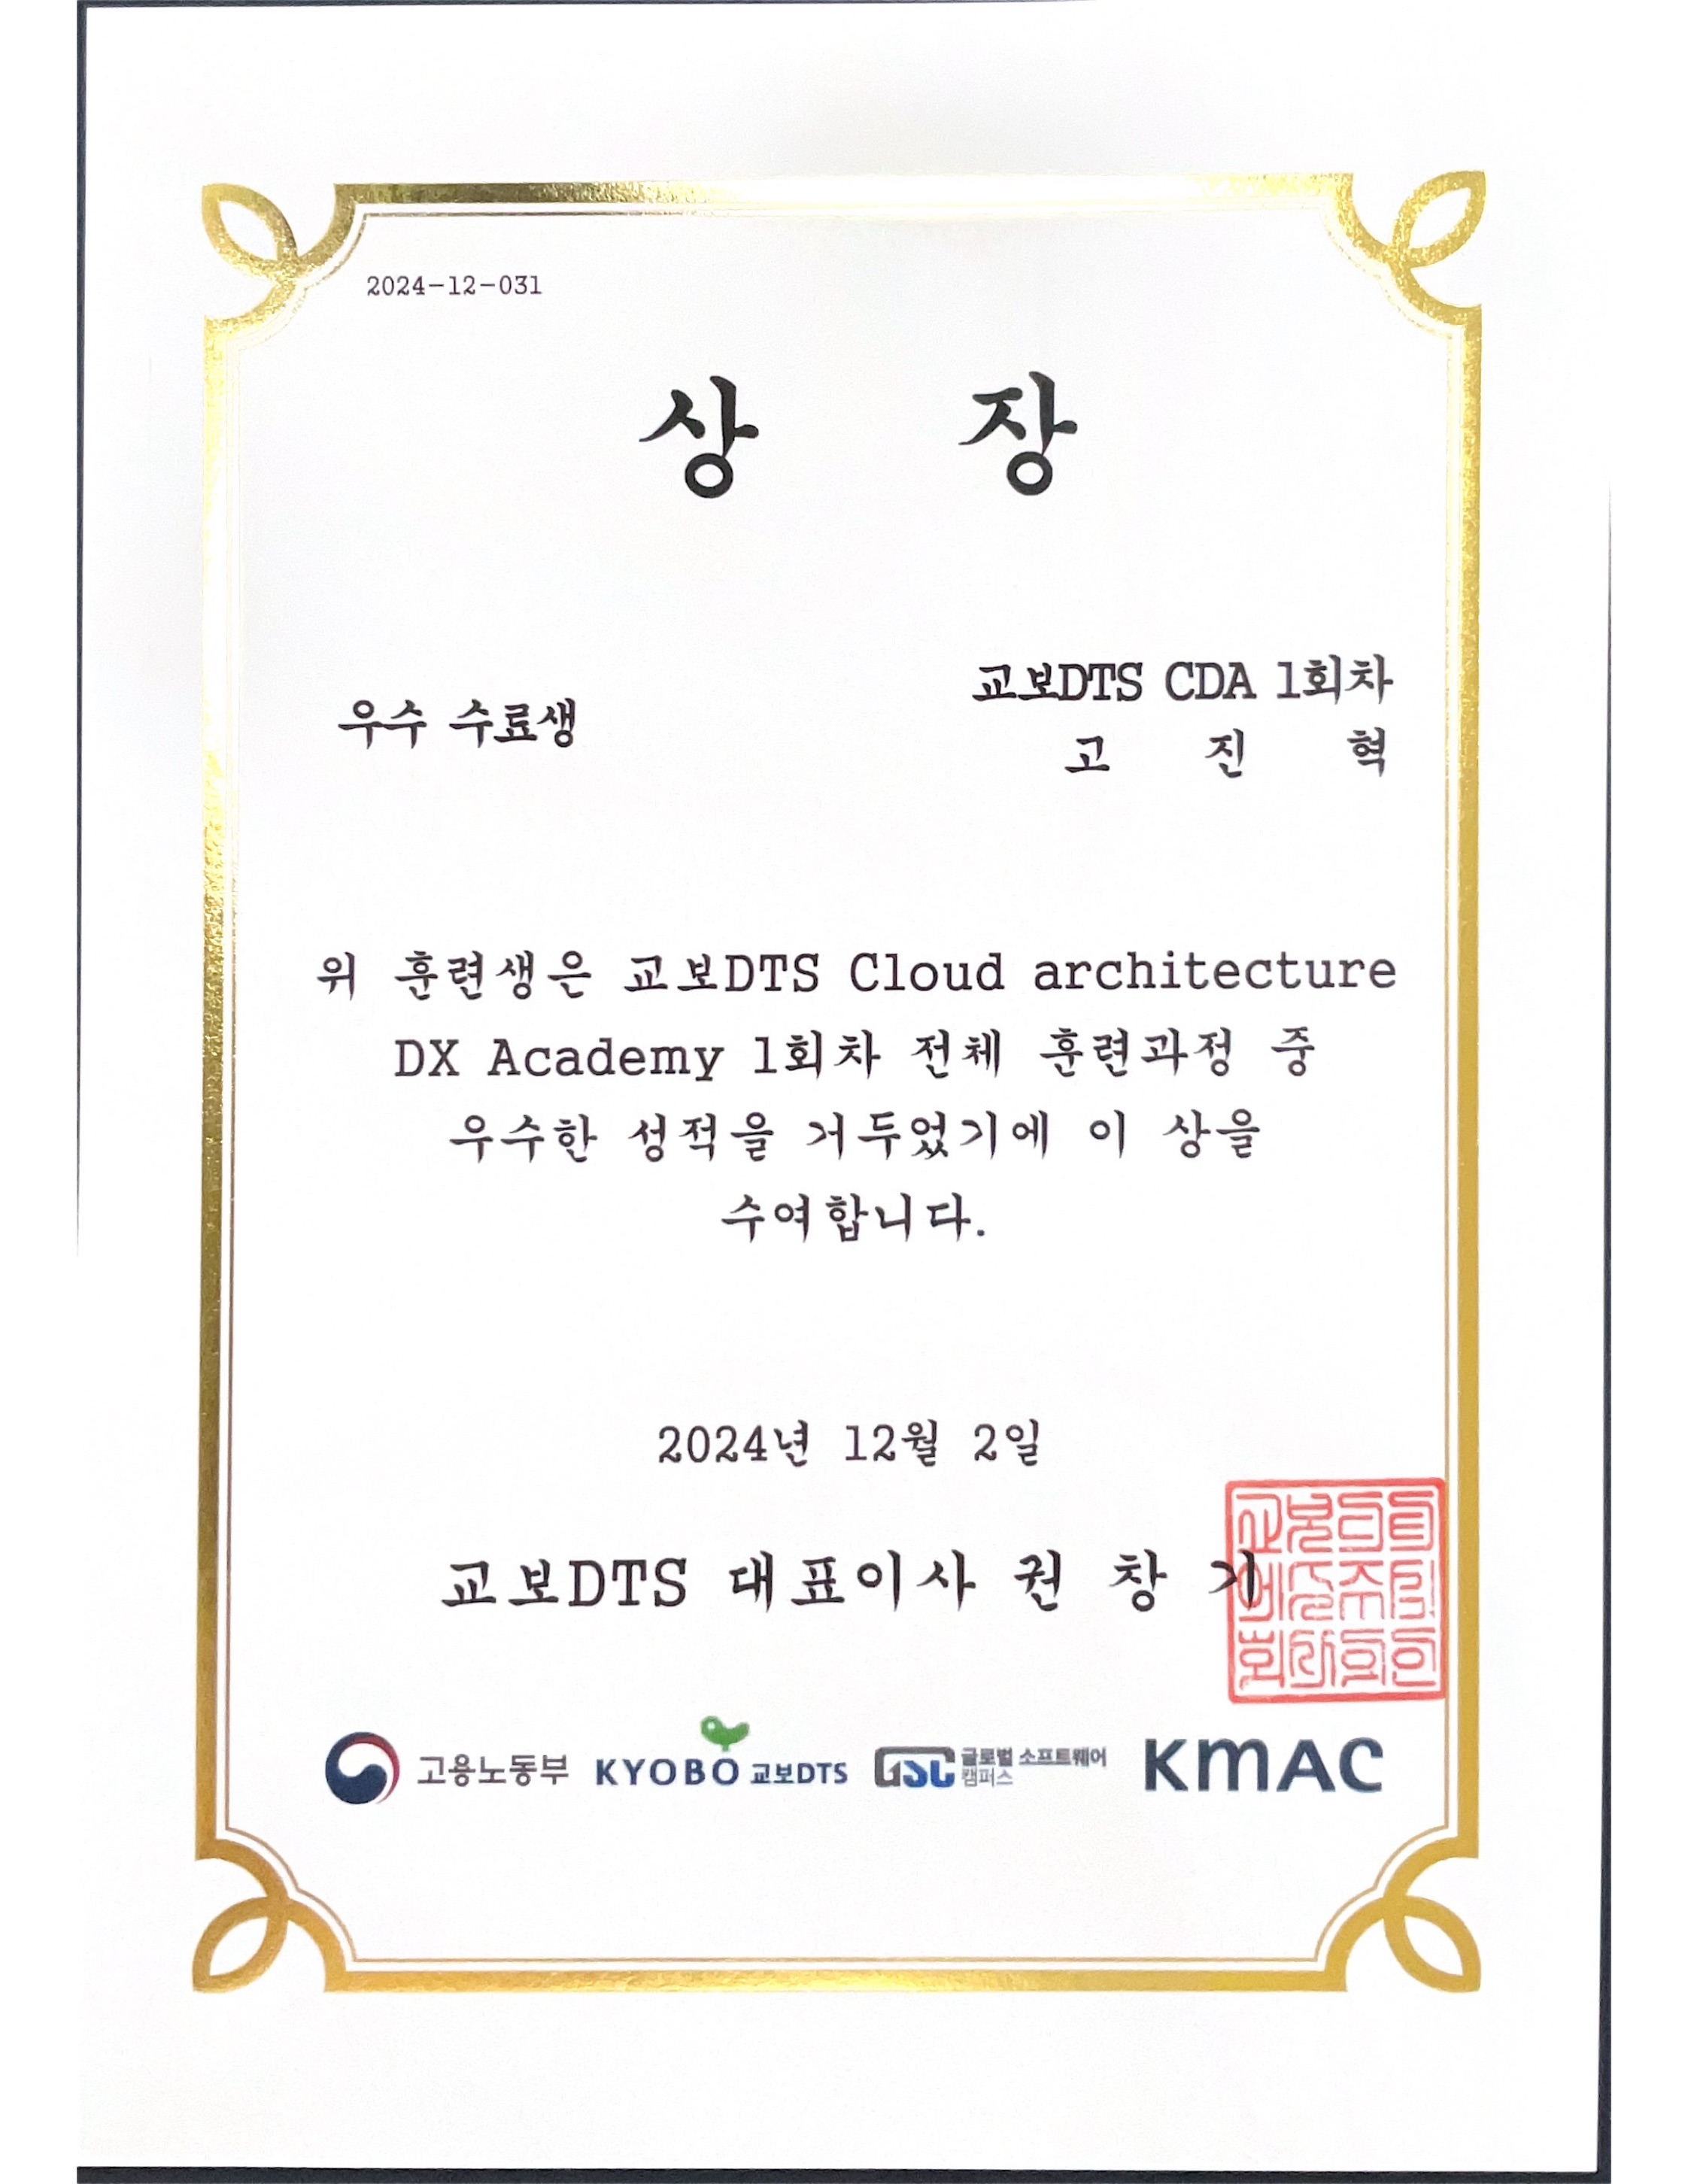 2024-12-031
상 장
우수 수료생
교보DTS CDA 1회차
고 진 혁
위 훈련생은 교보DTS Cloud architecture
DX Academy 1회차 전체 훈련과정 중
우수한 성적을 거두었기에 이 상을
수여합니다.
2024년 12월 2일
교보DTS 대표이사 권 창 기
고용노동부 KYOBO 교보DTS GSC 글로벌 소프트웨어
캠퍼스 KMAC